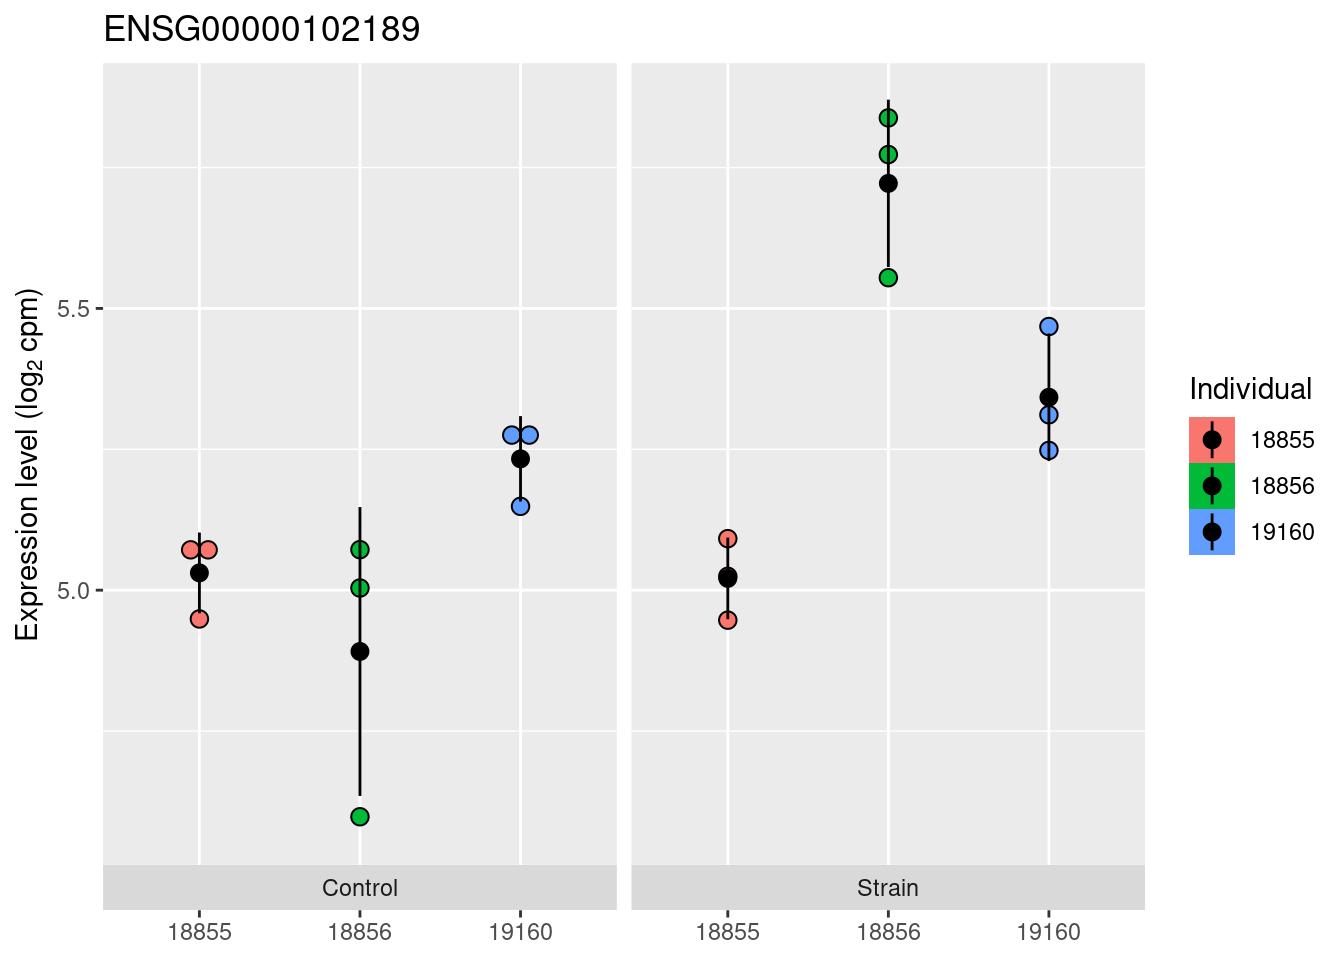 ENSG00000102189
Expression level (log₂ cpm)
5.5
5.0
Control
Strain
18855
18856
19160
18855
18856
19160
Individual
18855
18856
19160